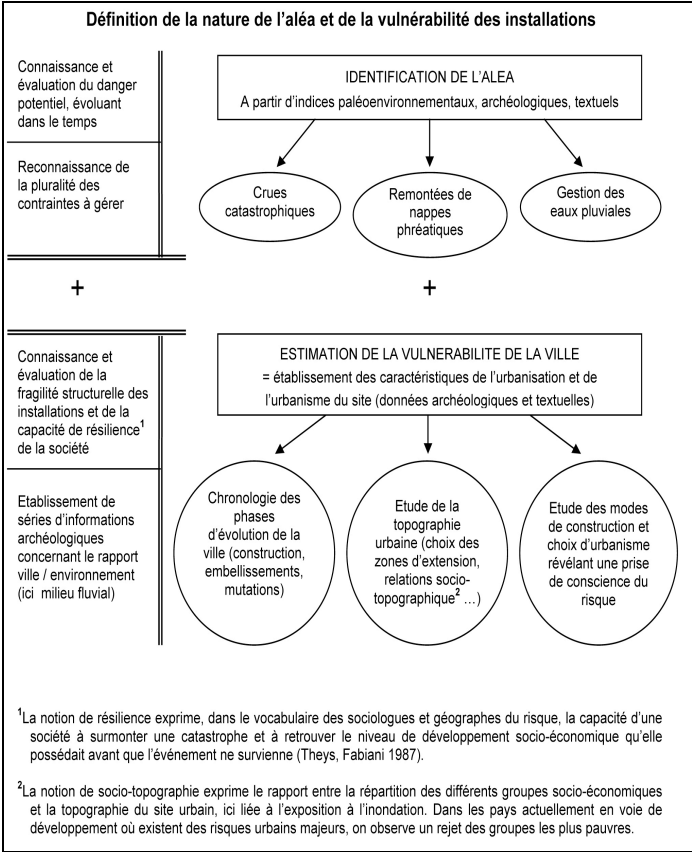 Définition de la nature de l'aléa et de la vulnérabilité des installations
Connaissance et
évaluation du danger
potentiel, évoluant
dans le temps
IDENTIFICATION DE L'ALEA
A partir d'indices paléoenvironnementaux, archéologiques, textuels
Reconnaissance de
la pluralité des
contraintes à gérer
Crues
catastrophiques
Remontées de
nappes
phréatiques
Gestion des
eaux pluviales
+
+
Connaissance et
évaluation de la
fragilité structurelle des
installations et de la
capacité de résilience¹
de la société
ESTIMATION DE LA VULNERABILITE DE LA VILLE
= établissement des caractéristiques de l'urbanisation et de
l'urbanisme du site (données archéologiques et textuelles)
Etablissement de
séries d'informations
archéologiques
concernant le rapport
ville / environnement
(ici milieu fluvial)
Chronologie des
phases
d'évolution de la
ville (construction,
embellissements,
mutations)
Etude de la
topographie
urbaine (choix des
zones d'extension,
relations socio-
topographique² …)
Etude des modes
de construction et
choix d'urbanisme
révélant une prise
de conscience du
risque
¹La notion de résilience exprime, dans le vocabulaire des sociologues et géographes du risque, la capacité d'une
société à surmonter une catastrophe et à retrouver le niveau de développement socio-économique qu'elle
possédait avant que l'événement ne survienne (Theys, Fabiani 1987).
²La notion de socio-topographie exprime le rapport entre la répartition des différents groupes socio-économiques
et la topographie du site urbain, ici liée à l'exposition à l'inondation. Dans les pays actuellement en voie de
développement où existent des risques urbains majeurs, on observe un rejet des groupes les plus pauvres.